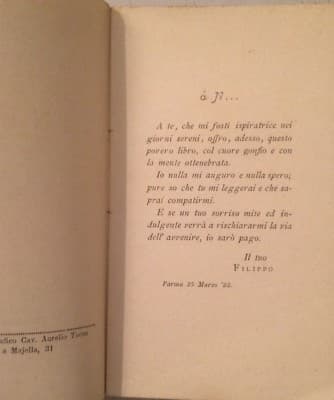 à N...
A te, che mi fosti ispiratrice nei
giorni sereni, offro, adesso, questo
povero libro, col cuore gonfio e con
la mente ottenebrata.
Io nulla mi auguro e nulla spero;
pure so che tu mi leggerai e che sa-
prai compatirmi.
E se un tuo sorriso mite ed in-
dulgente verrà a rischiararmi la via
dell' avvenire, io sarò pago.
Il tuo
FILIPPO
Parma 25 Marzo
fico Cav. Aurelio
a Majella, 31